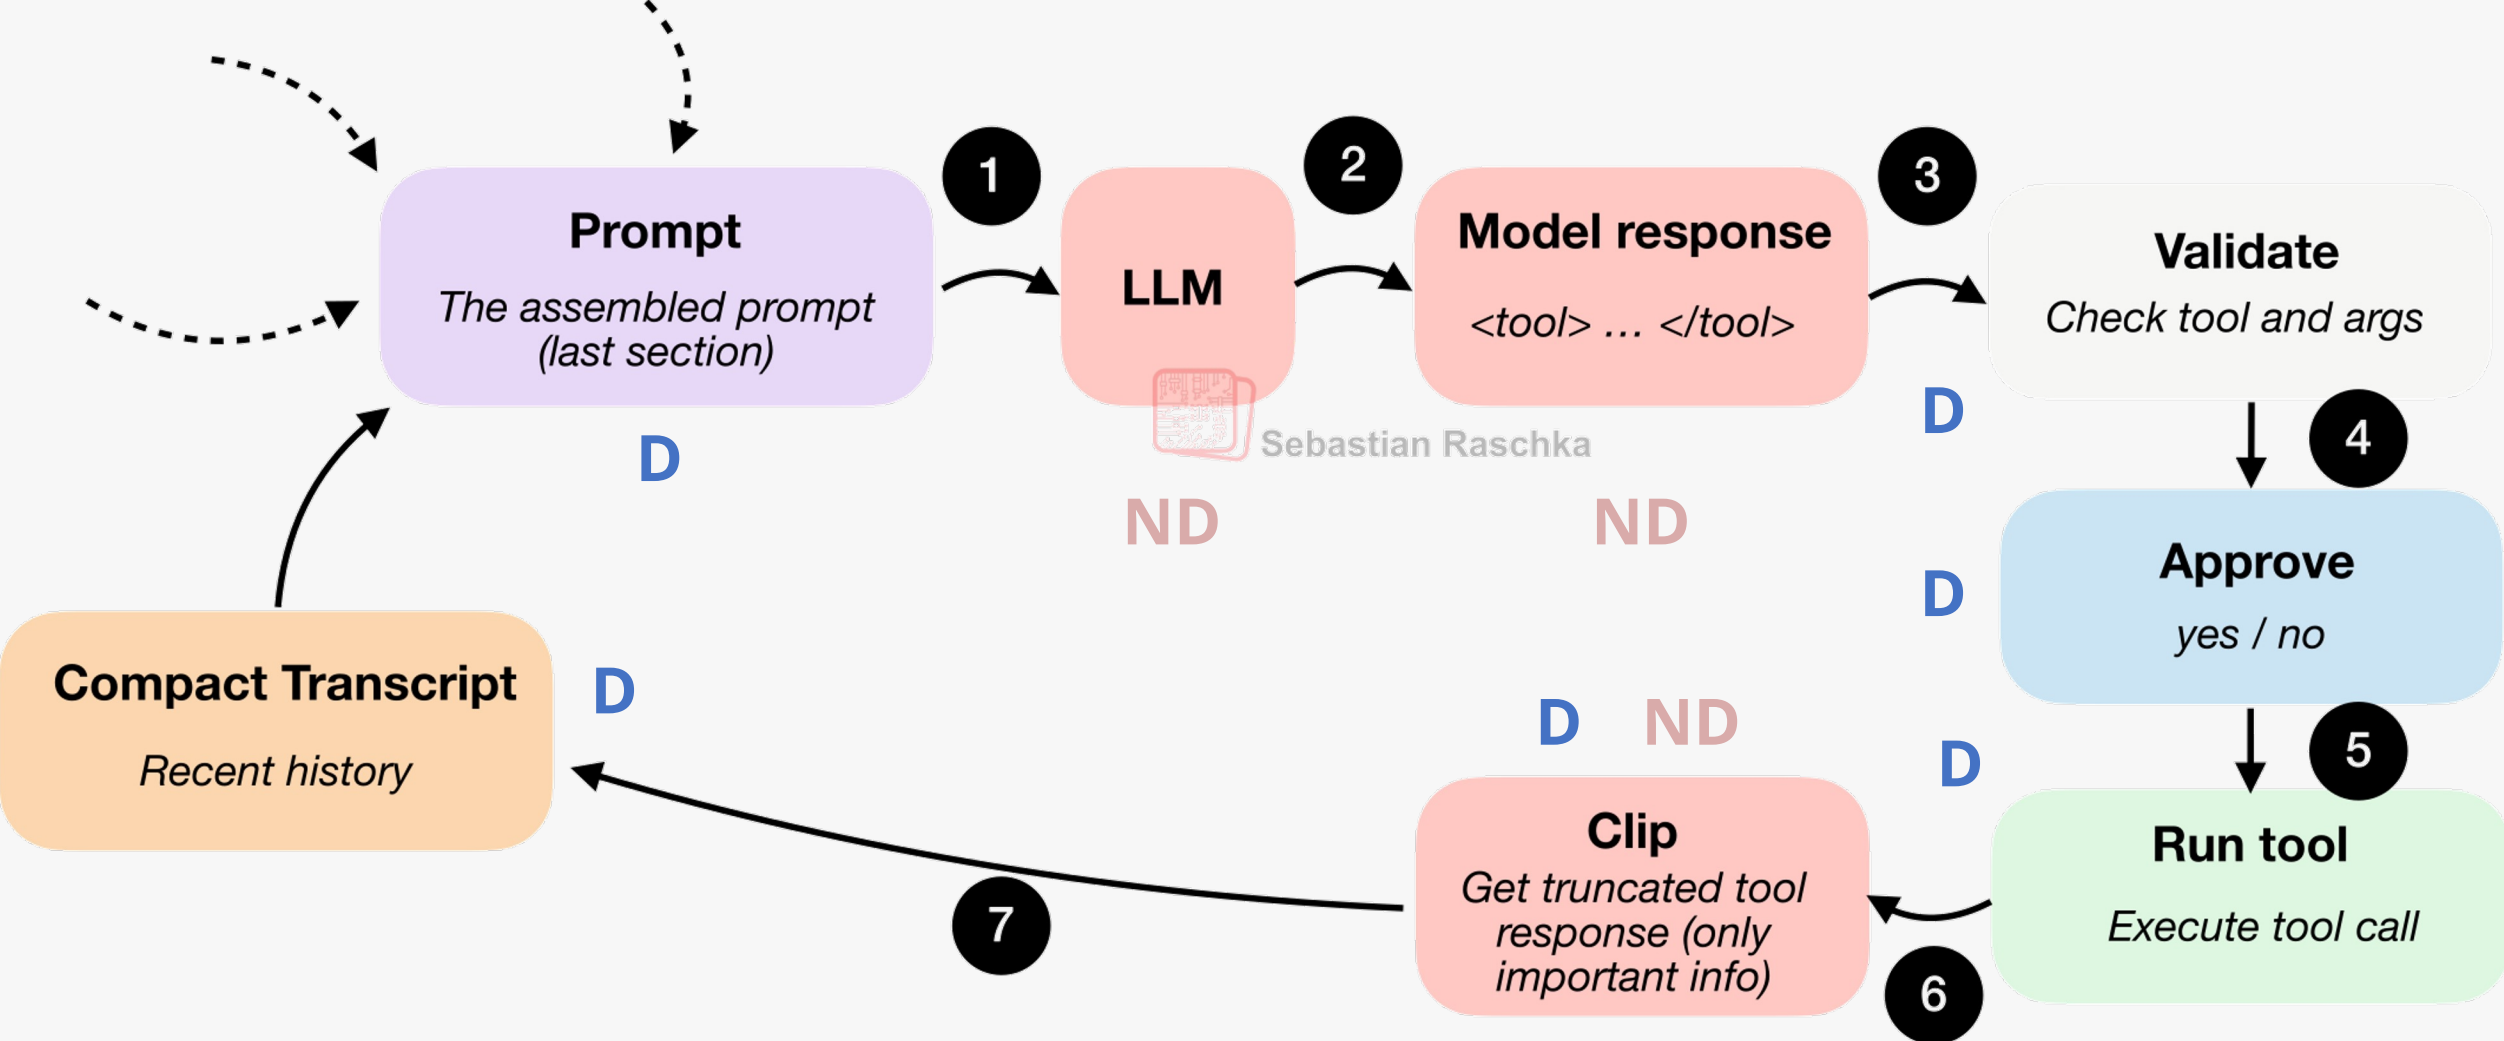 1
2
3
Prompt
The assembled prompt
(last section)
LLM
Model response
<tool> ... </tool>
Validate
Check tool and args
D
Sebastian Raschka
D
4
ND
ND
D
Approve
yes / no
Compact Transcript
Recent history
D
D
ND
D
5
Clip
Get truncated tool
response (only
important info)
Run tool
Execute tool call
7
6